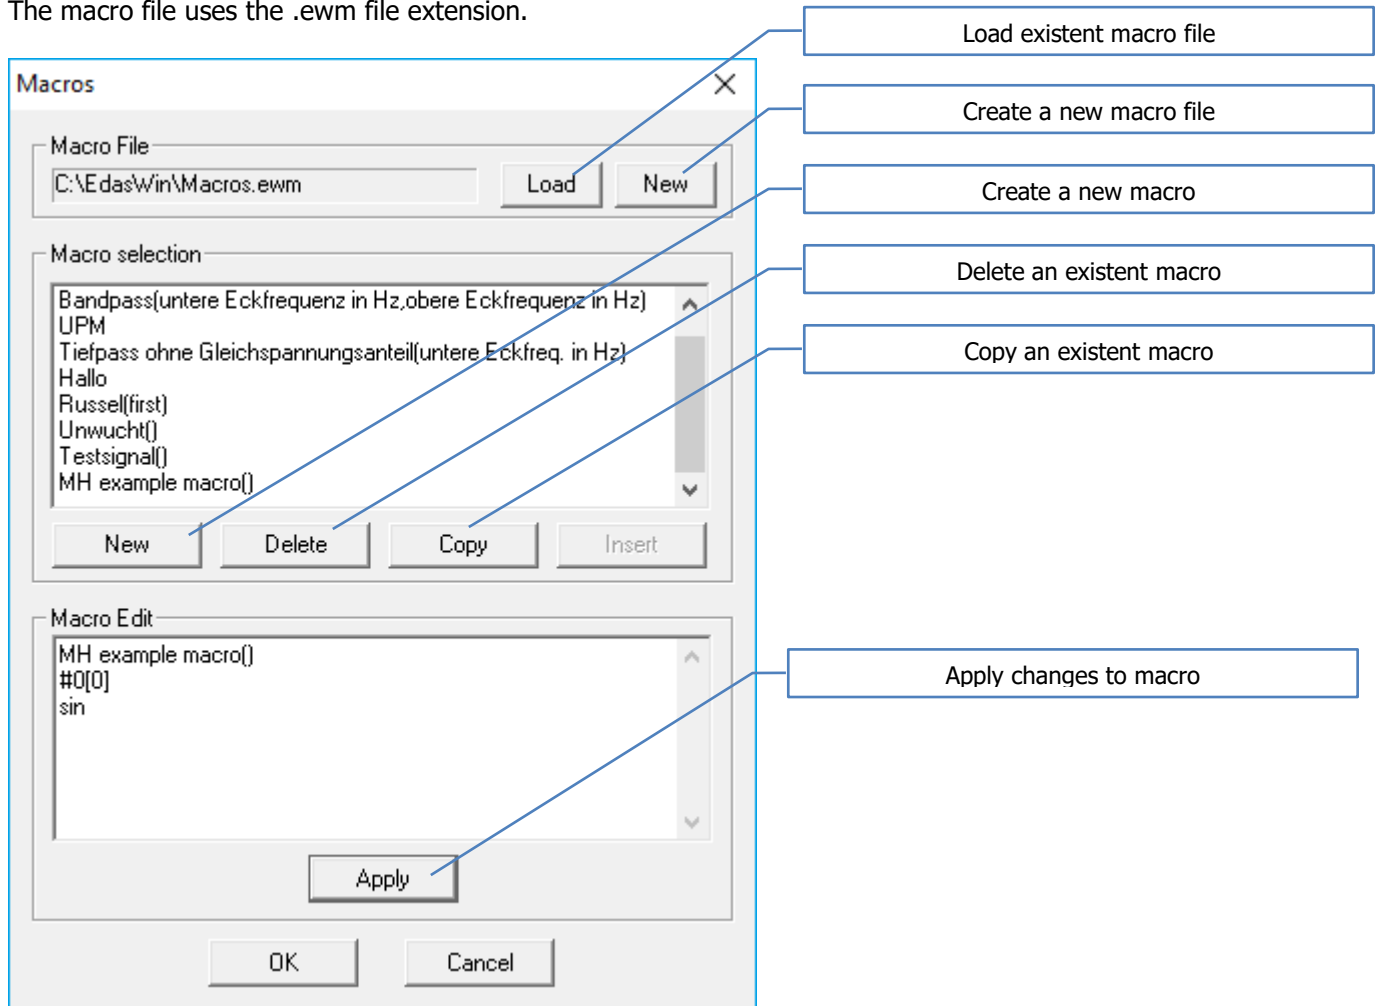 The macro file uses the .ewm file extension.
Load existent macro file
Macros
Create a new macro file
Macro File
C:\EdasWin\Macros.ewm
Load
New
Create a new macro
Macro selection
Delete an existent macro
Bandpass(untere Eckfrequenz in Hz,obere Eckfrequenz in Hz)
UPM
Tiefpass ohne Gleichspannungsanteil(untere Eckfreq. in Hz)
Copy an existent macro
Hallo
Russel(first)
Unwucht()
Testsignal()
MH example macro()
New
Delete
Copy
Insert
Macro Edit
MH example macro()
#0[0]
sin
Apply changes to macro
Apply
OK
Cancel